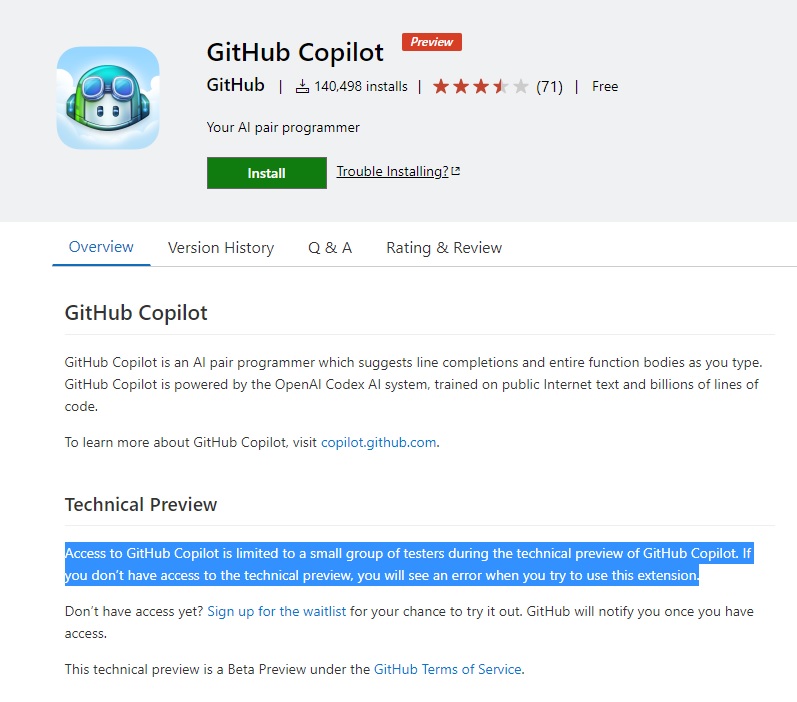 GitHub Copilot Preview
GitHub | 140,498 installs | (71) | Free
Your AI pair programmer
Install Trouble Installing?
Overview Version History Q & A Rating & Review
GitHub Copilot
GitHub Copilot is an AI pair programmer which suggests line completions and entire function bodies as you type.
GitHub Copilot is powered by the OpenAI Codex AI system, trained on public Internet text and billions of lines of
code.
To learn more about GitHub Copilot, visit copilot.github.com.
Technical Preview
Access to GitHub Copilot is limited to a small group of testers during the technical preview of GitHub Copilot. If
you don’t have access to the technical preview, you will see an error when you try to use this extension.
Don’t have access yet? Sign up for the waitlist for your chance to try it out. GitHub will notify you once you have
access.
This technical preview is a Beta Preview under the GitHub Terms of Service.